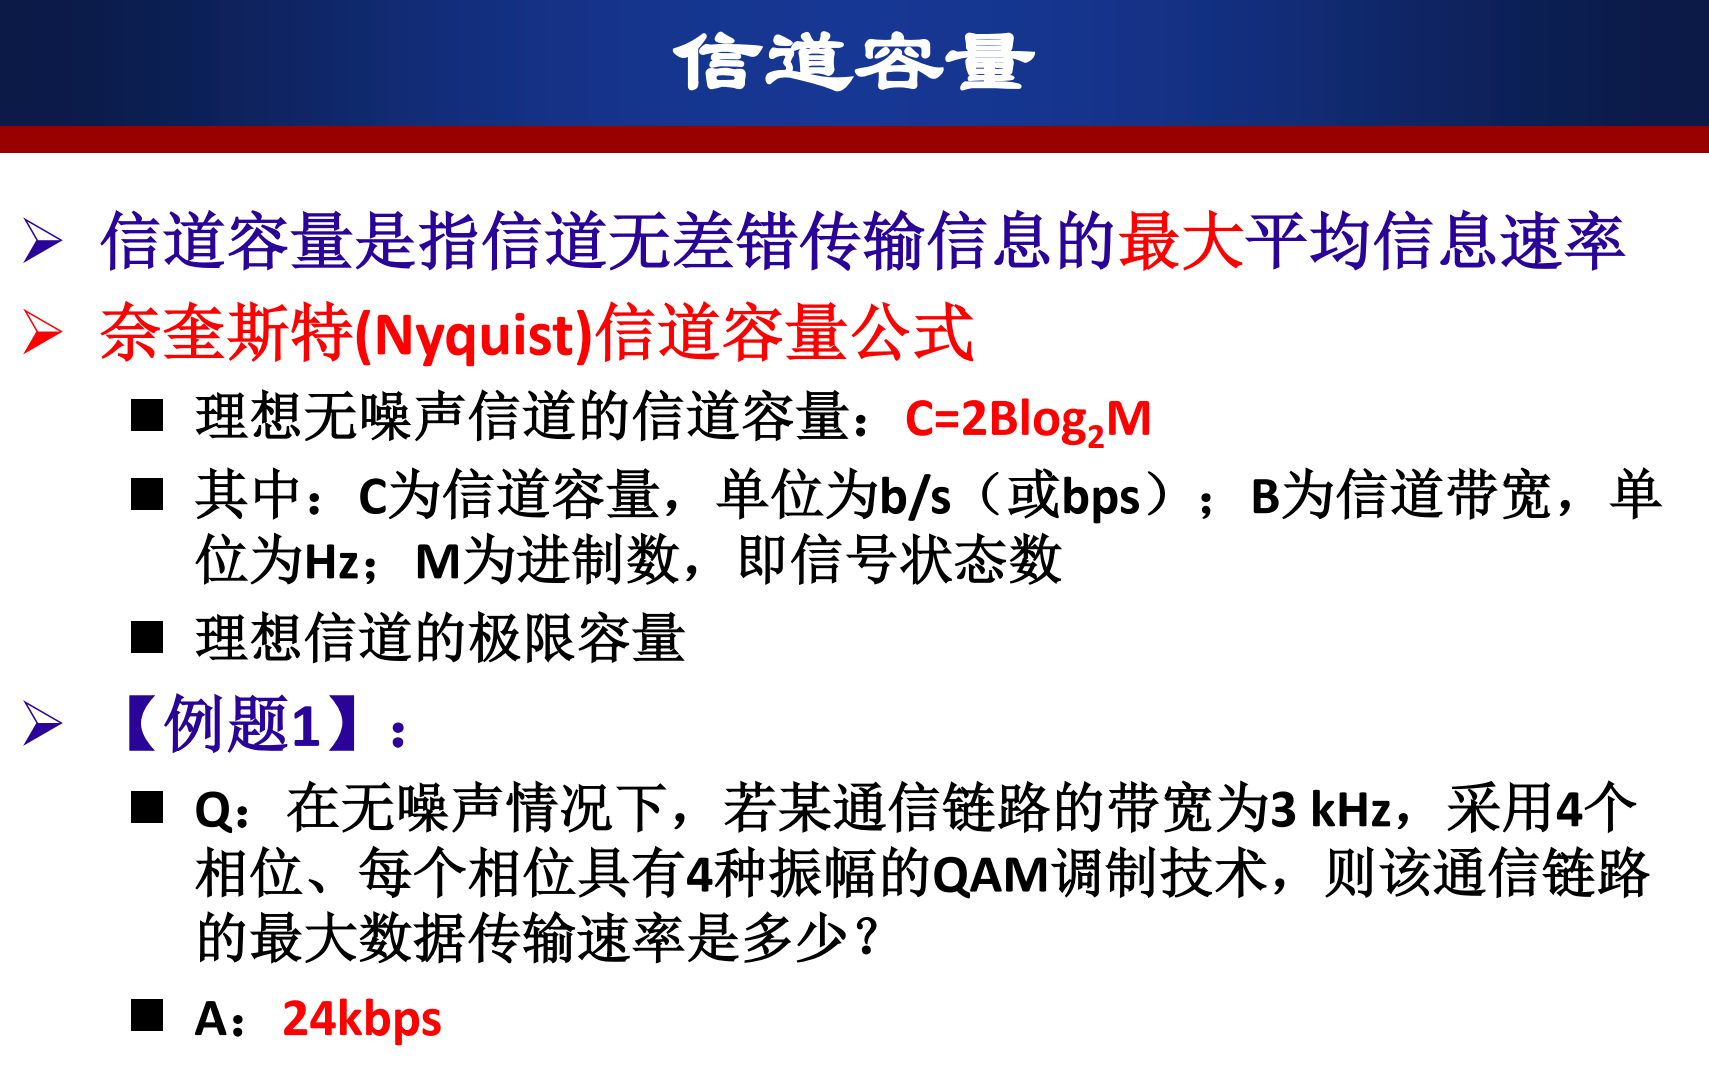 信道容量
➢ 信道容量是指信道无差错传输信息的最大平均信息速率
➢ 奈奎斯特(Nyquist)信道容量公式
■ 理想无噪声信道的信道容量：C=2Blog₂M
■ 其中：C为信道容量，单位为b/s（或bps）；B为信道带宽，单
位为Hz；M为进制数，即信号状态数
■ 理想信道的极限容量
➢ 【例题1】：
■ Q：在无噪声情况下，若某通信链路的带宽为3 kHz，采用4个
相位、每个相位具有4种振幅的QAM调制技术，则该通信链路
的最大数据传输速率是多少？
■ A：24kbps